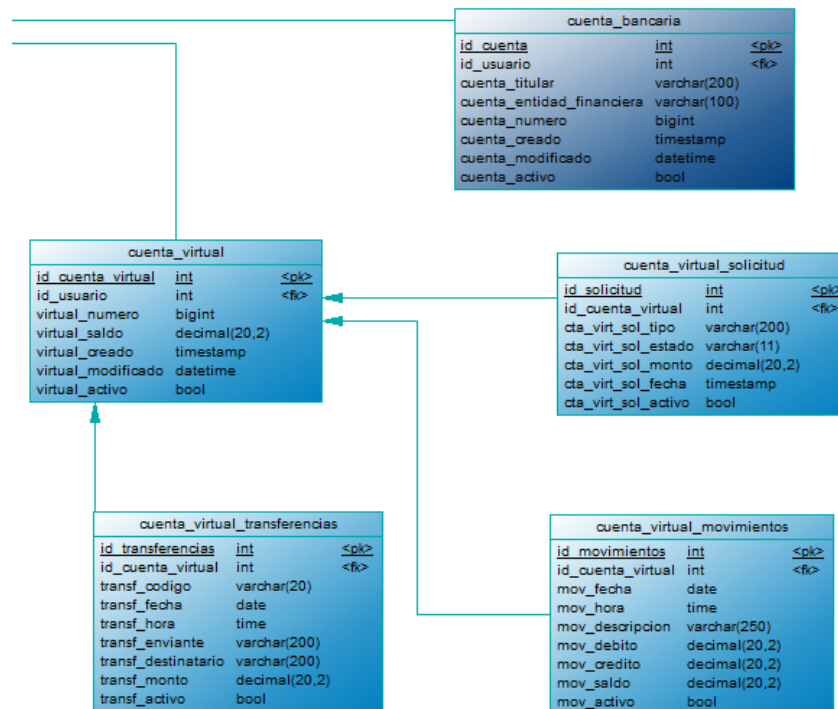 cuenta_bancaria
id_cuenta int <pk>
id_usuario int <fk>
cuenta_titular varchar(200)
cuenta_entidad_financiera varchar(100)
cuenta_numero bigint
cuenta_creado timestamp
cuenta_modificado datetime
cuenta_activo bool
cuenta_virtual
id_cuenta_virtual int <pk>
id_usuario int <fk>
virtual_numero bigint
virtual_saldo decimal(20,2)
virtual_creado timestamp
virtual_modificado datetime
virtual_activo bool
cuenta_virtual_solicitud
id_solicitud int <pk>
id_cuenta_virtual int <fk>
cta_virt_sol_tipo varchar(200)
cta_virt_sol_estado varchar(11)
cta_virt_sol_monto decimal(20,2)
cta_virt_sol_fecha timestamp
cta_virt_sol_activo bool
cuenta_virtual_transferencias
id_transferencias int <pk>
id_cuenta_virtual int <fk>
transf_codigo varchar(20)
transf_fecha date
transf_hora time
transf_enviante varchar(200)
transf_destinatario varchar(200)
transf_monto decimal(20,2)
transf_activo bool
cuenta_virtual_movimientos
id_movimientos int <pk>
id_cuenta_virtual int <fk>
mov_fecha date
mov_hora time
mov_descripcion varchar(250)
mov_debito decimal(20,2)
mov_credito decimal(20,2)
mov_saldo decimal(20,2)
mov_activo bool